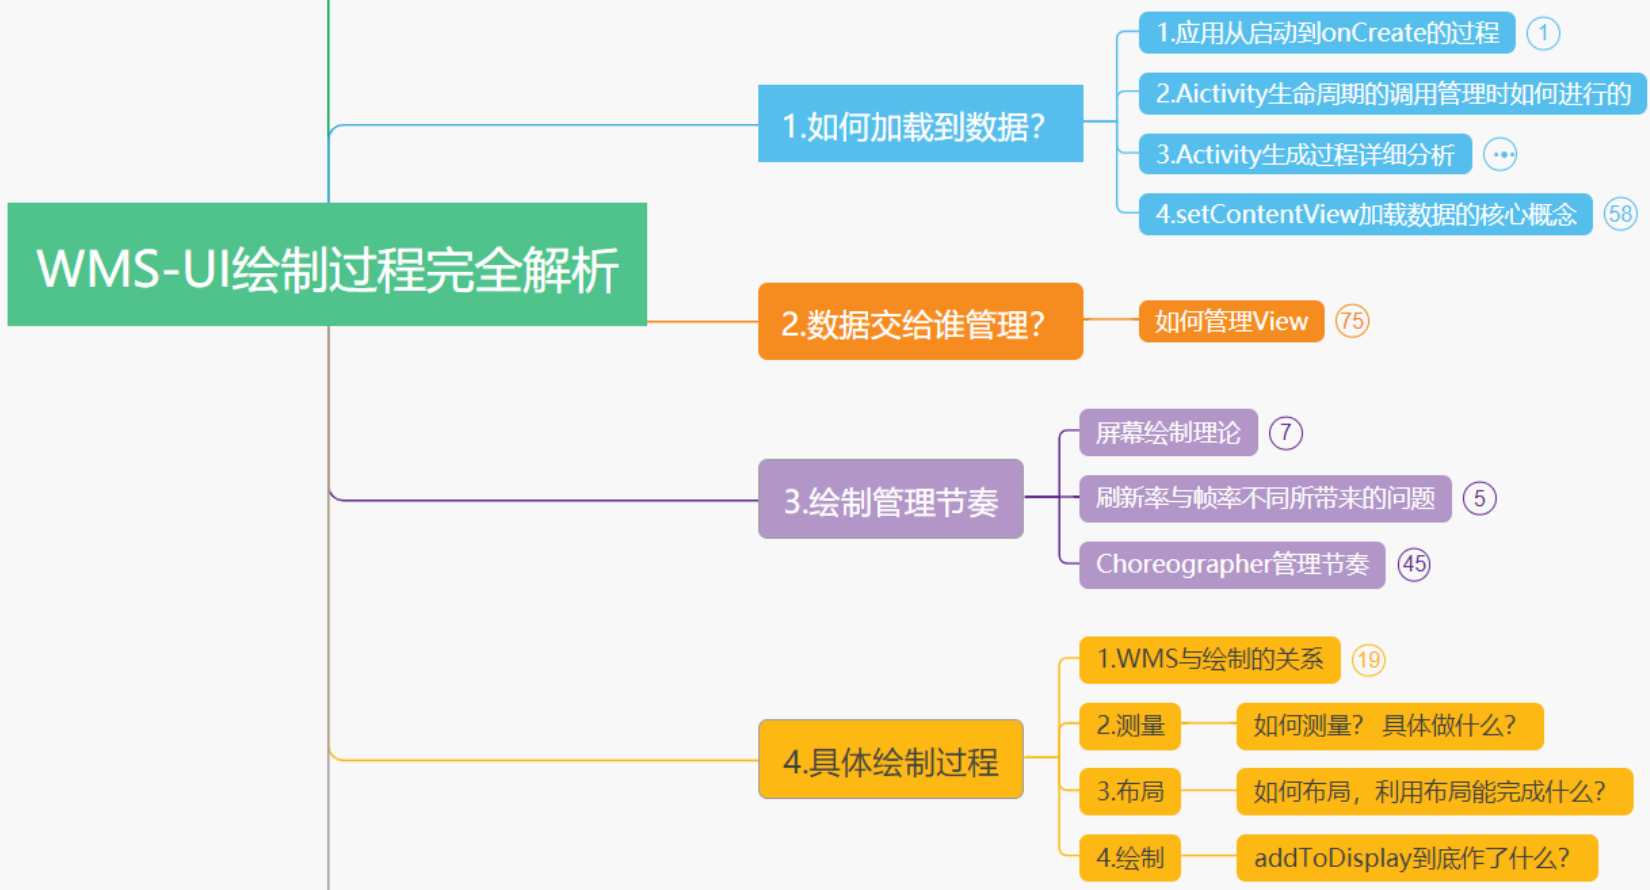 WMS-UI绘制过程完全解析
1.如何加载到数据？
1.应用从启动到onCreate的过程
1
2.Aictivity生命周期的调用管理时如何进行的
3.Activity生成过程详细分析
4.setContentView加载数据的核心概念
58
2.数据交给谁管理？
如何管理View
75
3.绘制管理节奏
屏幕绘制理论
7
刷新率与帧率不同所带来的问题
5
Choreographer管理节奏
45
4.具体绘制过程
1.WMS与绘制的关系
19
2.测量
如何测量？ 具体做什么？
3.布局
如何布局，利用布局能完成什么？
4.绘制
addToDisplay到底作了什么？